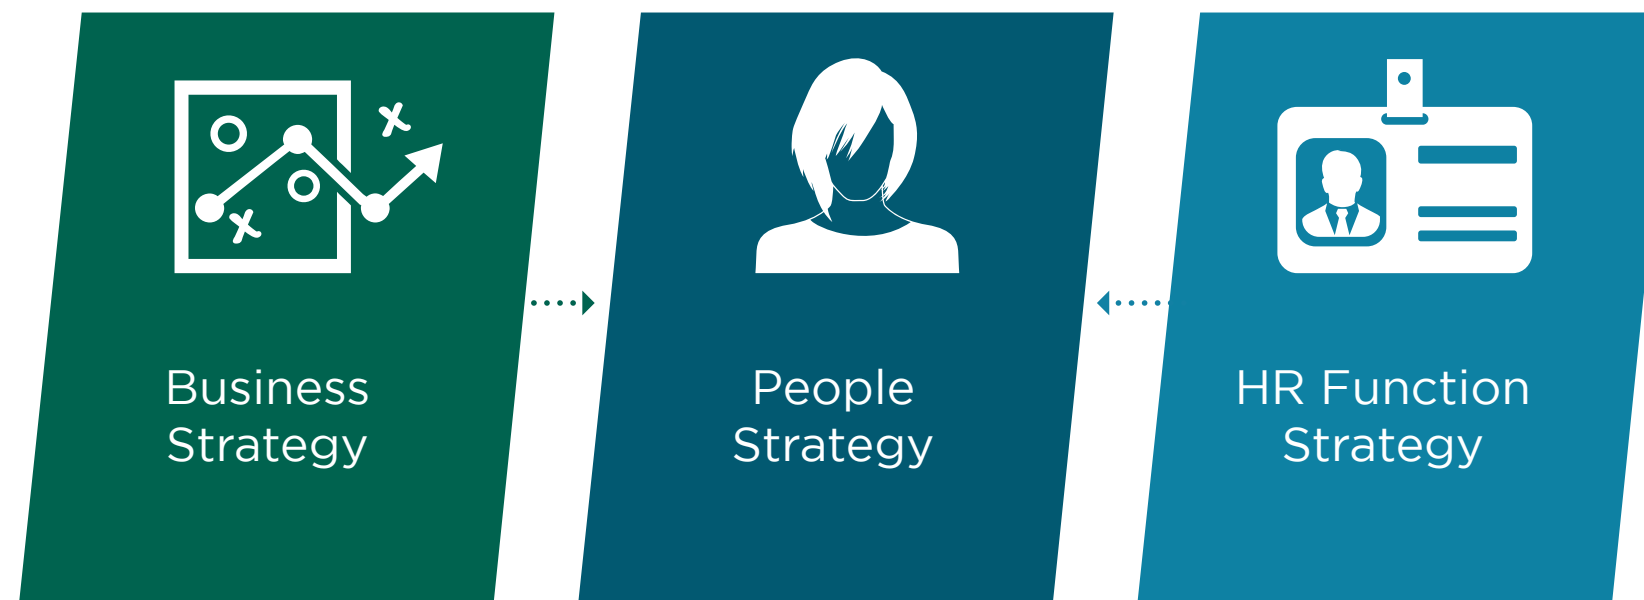 Business
Strategy
People
Strategy
HR Function
Strategy